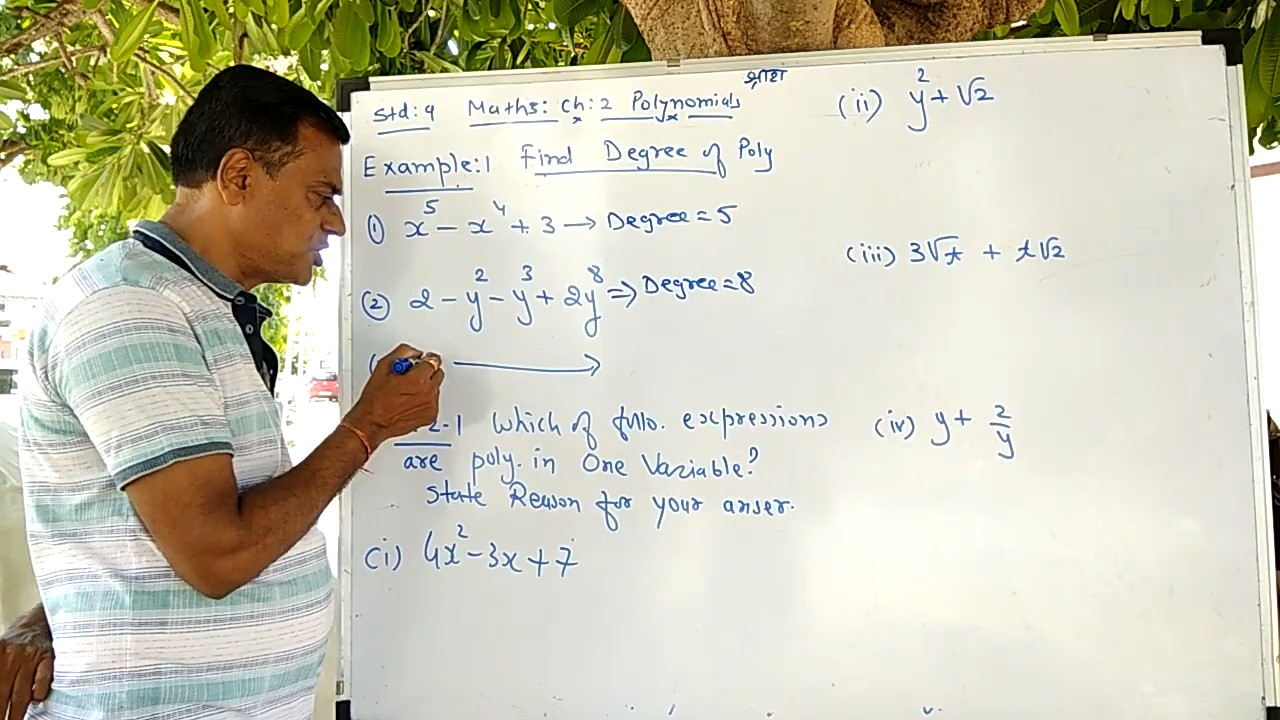 श्रीहा
Std: 9 Maths: Ch: 2 Polynomials
Example: 1 Find Degree of Poly
① x⁵ - x⁴ + 3 → Degree = 5
② 2 - y² - y³ + 2y⁸ ⇒ Degree = 8
2.1 Which of follo. expressions
are poly. in One Variable?
State Reason for your anser.
(i) 4x² - 3x + 7
(ii) y² + √2
(iii) 3√t + t√2
(iv) y + 2/y